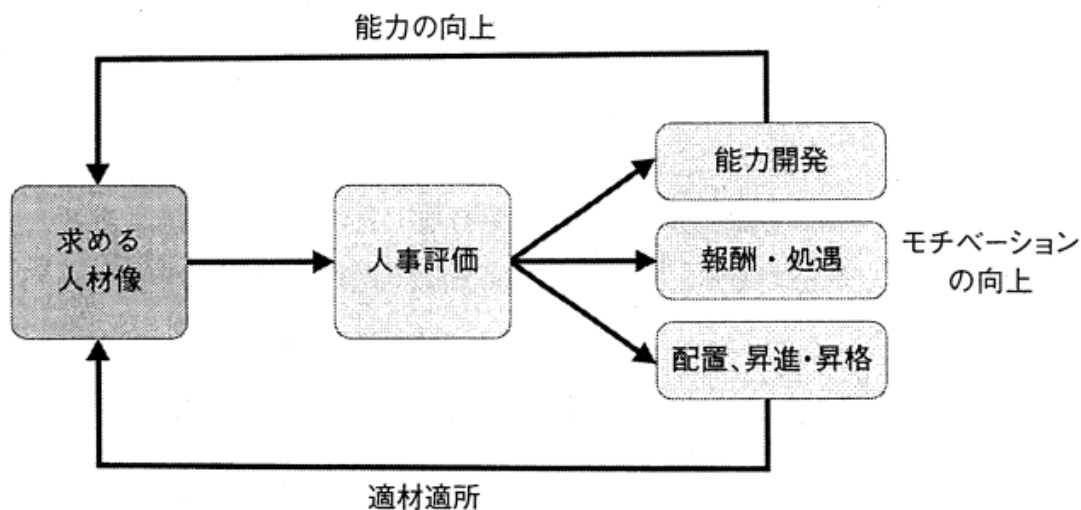 能力の向上
能力開発
求める
人材像
人事評価
報酬・処遇
モチベーション
の向上
配置、昇進・昇格
適材適所